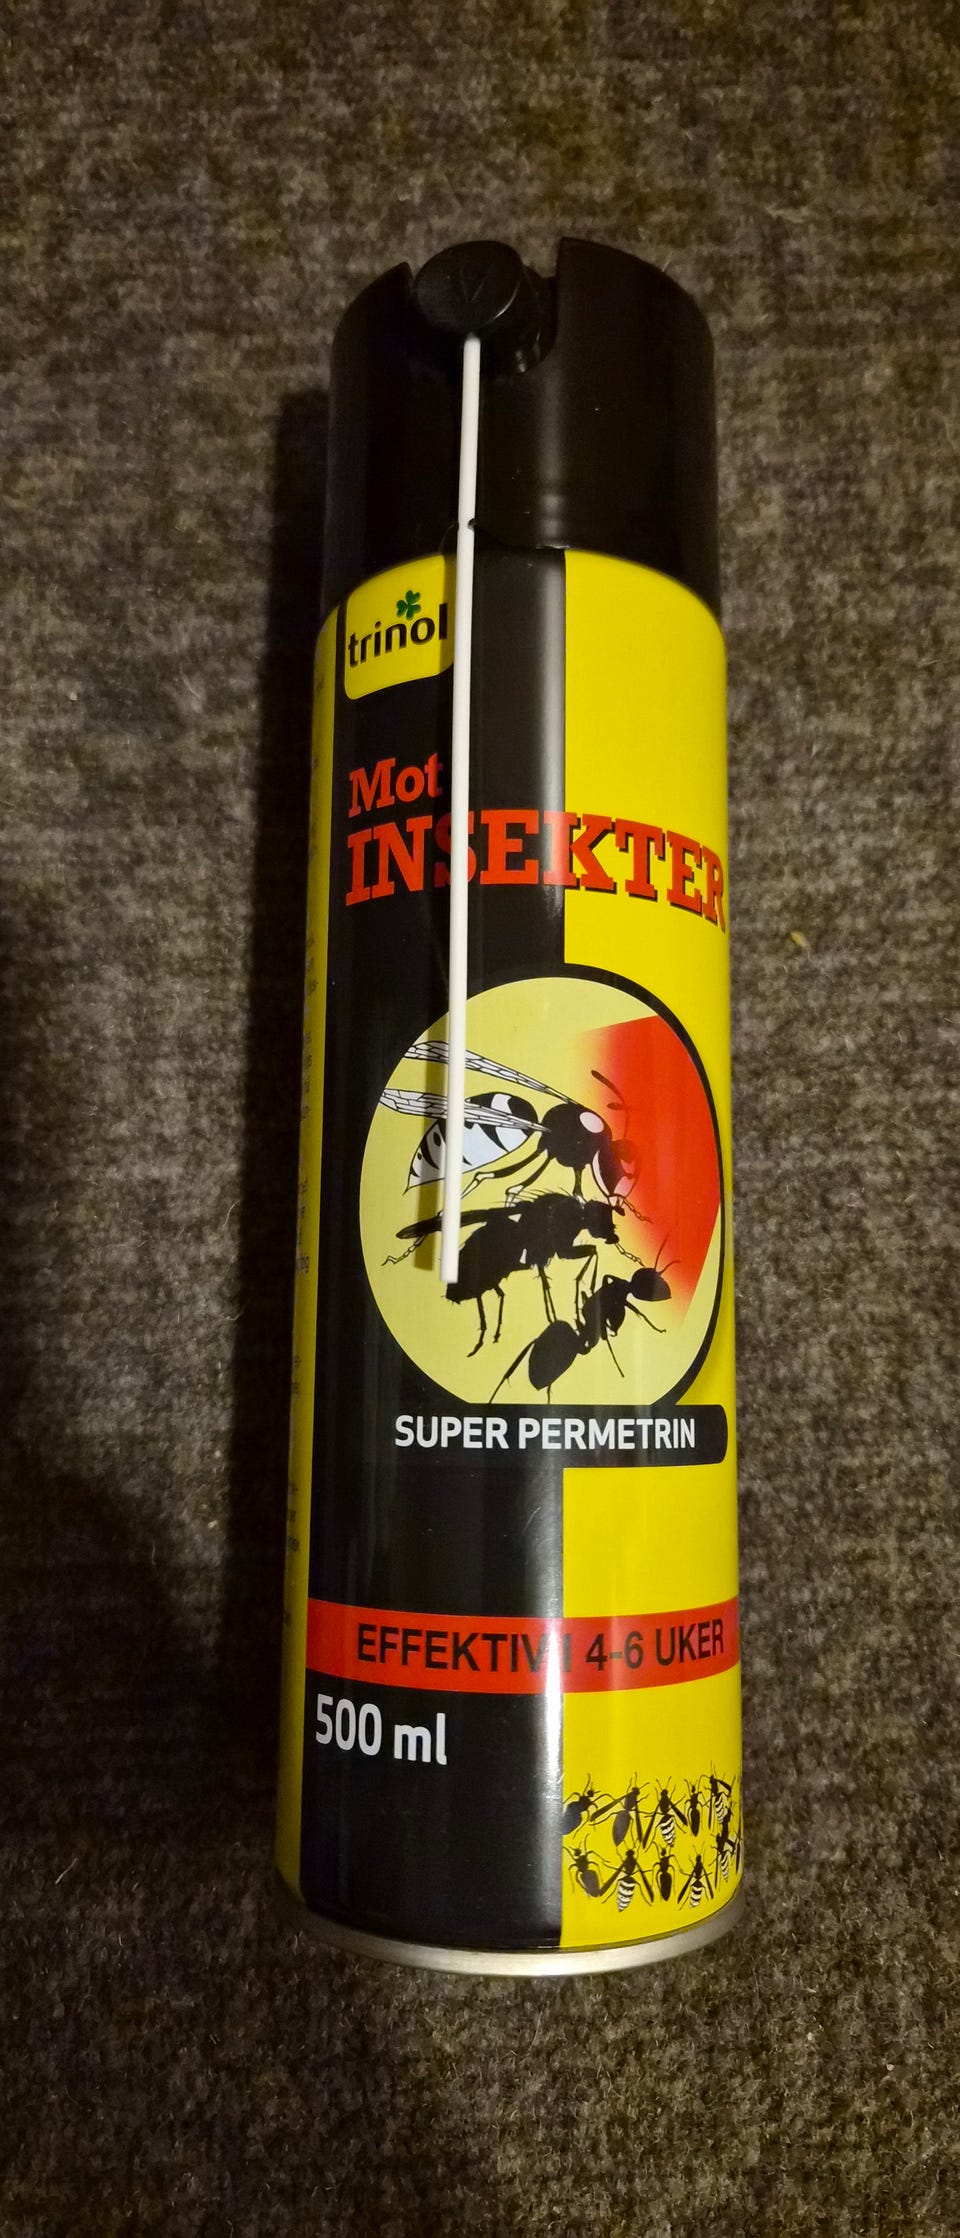 trinol
Mot
INSEKTER
SUPER PERMETRIN
EFFEKTIV I 4-6 UKER
500 ml